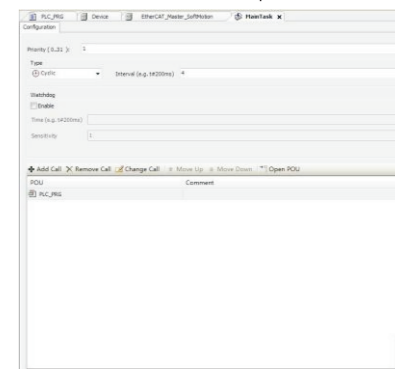 PLC_PRG Device EtherCAT_Master_SoftMotion MainTask x
Configuration
Priority ( 0..31 ): 1
Type
Cyclic Interval (e.g. t#200ms) 4
Watchdog
Enable
Time (e.g. t#200ms)
Sensitivity 1
Add Call Remove Call Change Call Move Up Move Down Open POU
POU Comment
PLC_PRG